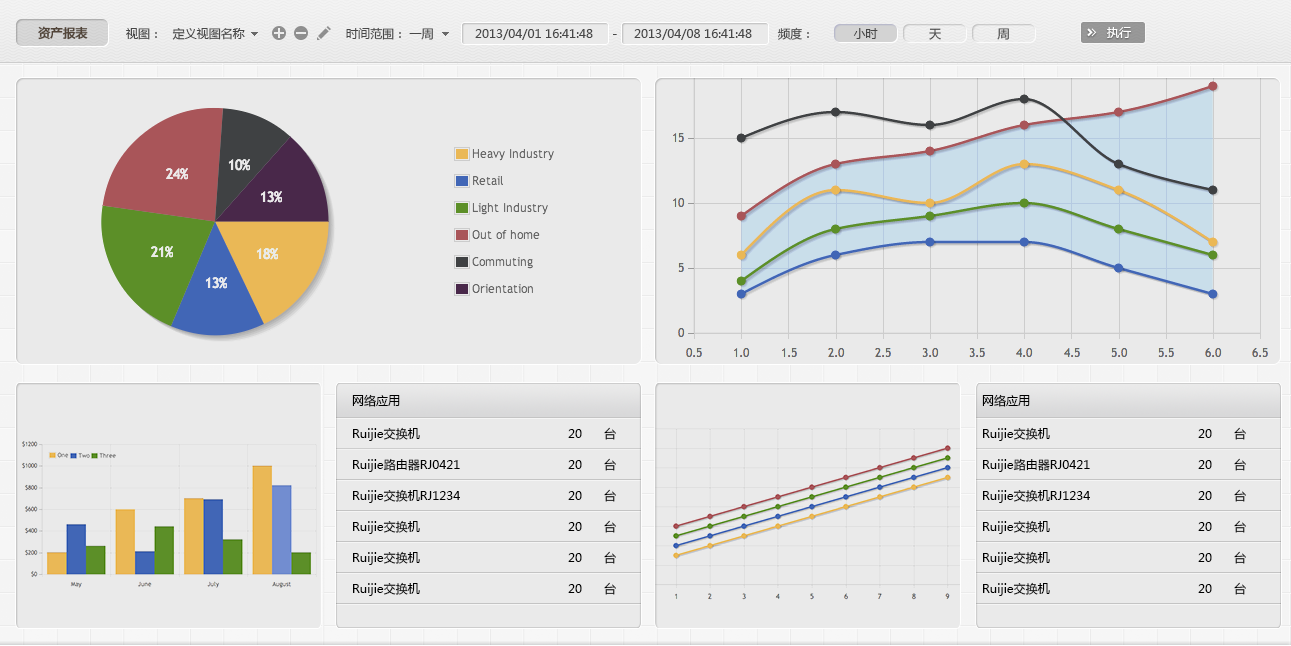 资产报表 视图： 定义视图名称 时间范围： 一周 2013/04/01 16:41:48 - 2013/04/08 16:41:48 频度： 小时 天 周 » 执行
24%
10%
13%
21%
13%
18%
Heavy Industry
Retail
Light Industry
Out of home
Commuting
Orientation
15
10
5
0
0.5 1.0 1.5 2.0 2.5 3.0 3.5 4.0 4.5 5.0 5.5 6.0 6.5
$1200
One Two Three
$1000
$800
$600
$400
$200
$0
May June July August
网络应用
Ruijie交换机 20 台
Ruijie路由器RJ0421 20 台
Ruijie交换机RJ1234 20 台
Ruijie交换机 20 台
Ruijie交换机 20 台
Ruijie交换机 20 台
1 2 3 4 5 6 7 8 9
网络应用
Ruijie交换机 20 台
Ruijie路由器RJ0421 20 台
Ruijie交换机RJ1234 20 台
Ruijie交换机 20 台
Ruijie交换机 20 台
Ruijie交换机 20 台